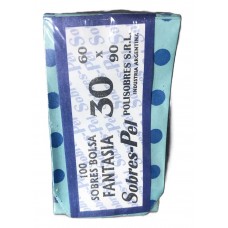 100
SOBRES BOLSA
FANTASIA
60
x
90
30
Sobres-Pel
POLISOBRES S.R.L.
INDUSTRIA ARGENTINA